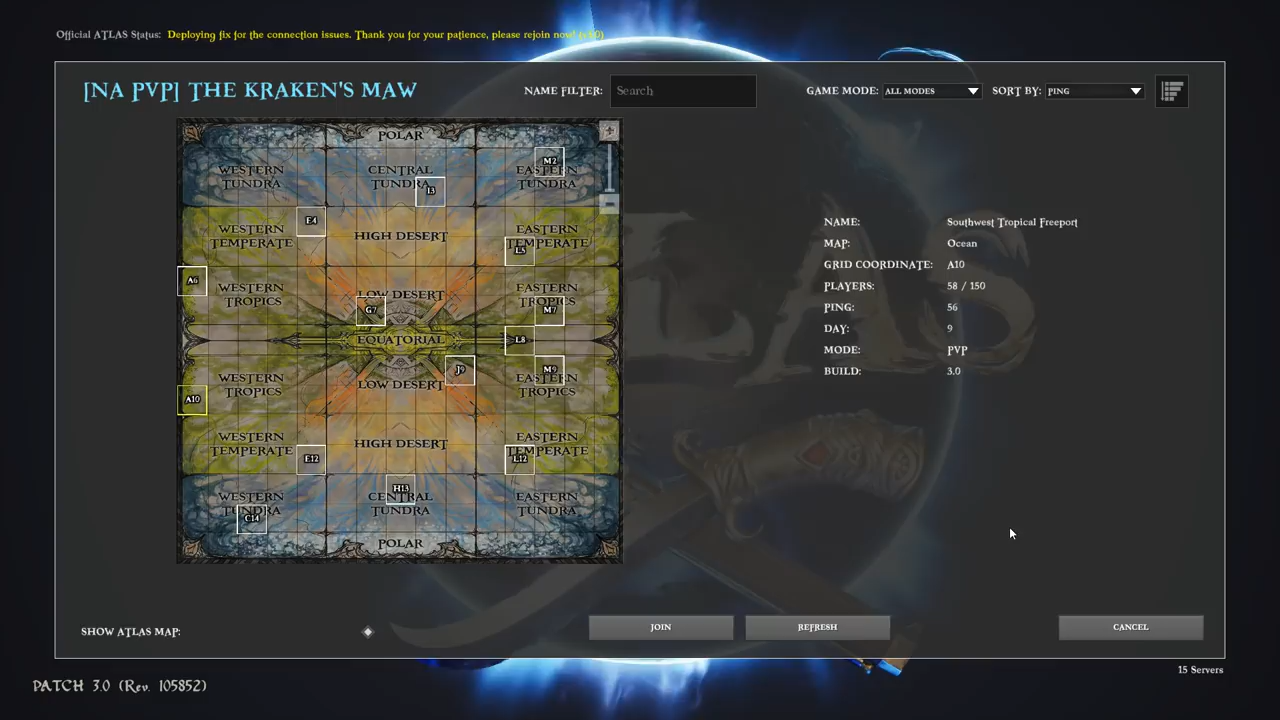 Official ATLAS Status: Deploying fix for the connection issues. Thank you for your patience, please rejoin now! (v3.0)
[NA PVP] THE KRAKEN'S MAW
NAME FILTER: Search
GAME MODE: ALL MODES
SORT BY: PING
POLAR
WESTERN TUNDRA
CENTRAL TUNDRA
EASTERN TUNDRA
M2
I3
E4
WESTERN TEMPERATE
HIGH DESERT
EASTERN TEMPERATE
L5
A6
WESTERN TROPICS
LOW DESERT
EASTERN TROPICS
G7
M7
EQUATORIAL
L8
J9
M9
WESTERN TROPICS
LOW DESERT
EASTERN TROPICS
A10
WESTERN TEMPERATE
HIGH DESERT
EASTERN TEMPERATE
E12
L12
H13
WESTERN TUNDRA
CENTRAL TUNDRA
EASTERN TUNDRA
C14
POLAR
NAME: Southwest Tropical Freeport
MAP: Ocean
GRID COORDINATE: A10
PLAYERS: 58 / 150
PING: 56
DAY: 9
MODE: PVP
BUILD: 3.0
SHOW ATLAS MAP:
JOIN
REFRESH
CANCEL
15 Servers
PATCH 3.0 (Rev. 105852)